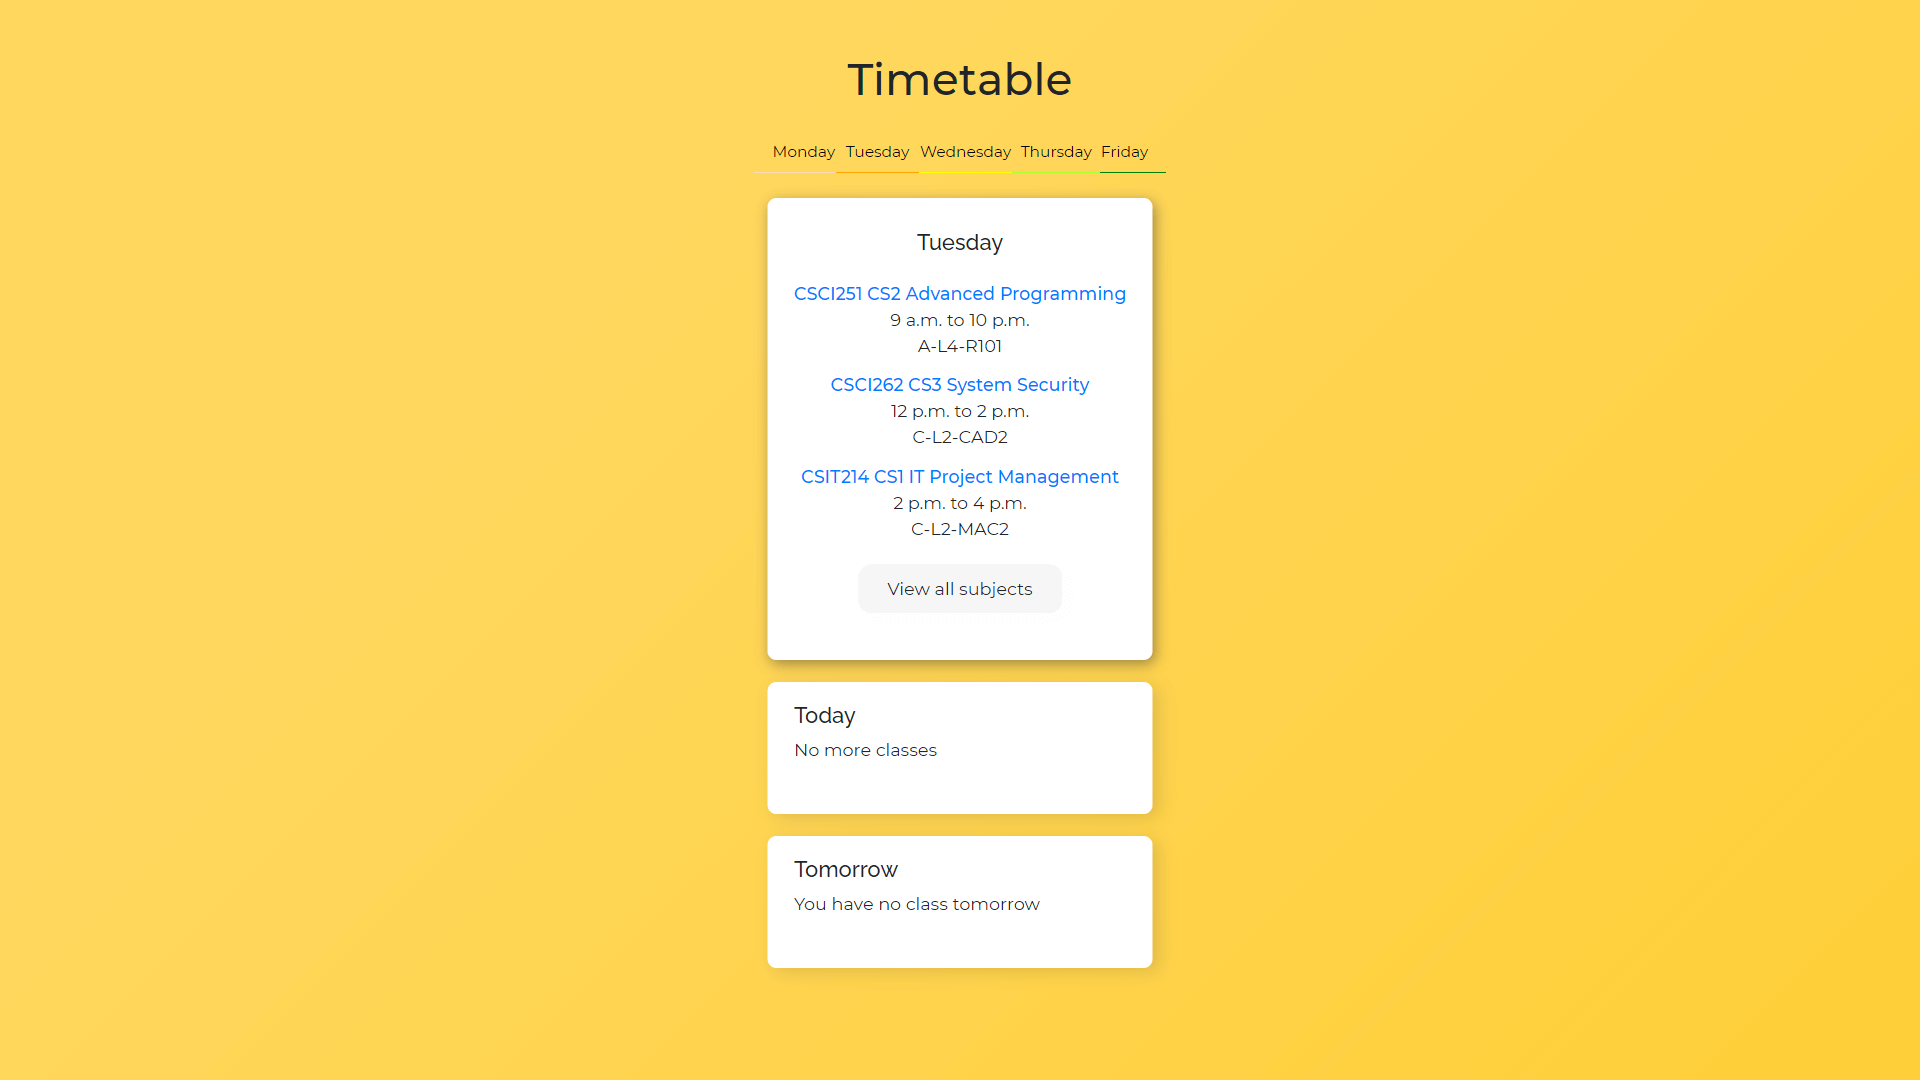 Timetable
Monday Tuesday Wednesday Thursday Friday
Tuesday
CSCI251 CS2 Advanced Programming
9 a.m. to 10 p.m.
A-L4-R101
CSCI262 CS3 System Security
12 p.m. to 2 p.m.
C-L2-CAD2
CSIT214 CS1 IT Project Management
2 p.m. to 4 p.m.
C-L2-MAC2
View all subjects
Today
No more classes
Tomorrow
You have no class tomorrow